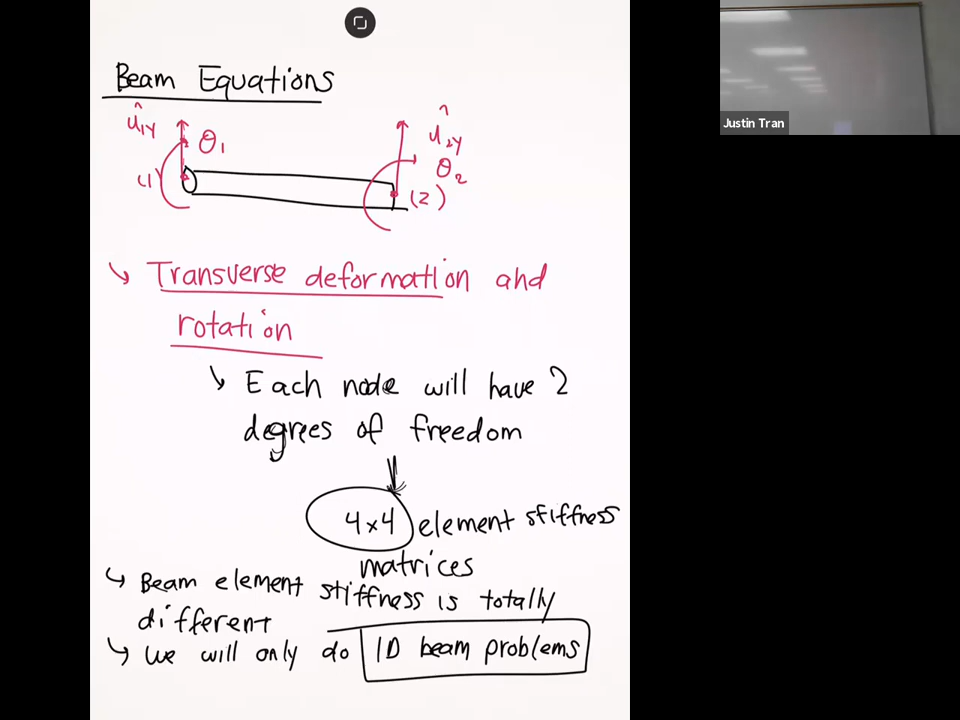 Beam Equations
û1y θ1 û2y
θ2
(1) (2)
↳ Transverse deformation and
rotation
↳ Each node will have 2
degrees of freedom
4x4 element stiffness
matrices
↳ Beam element stiffness is totally
different
↳ We will only do 1D beam problems
Justin Tran